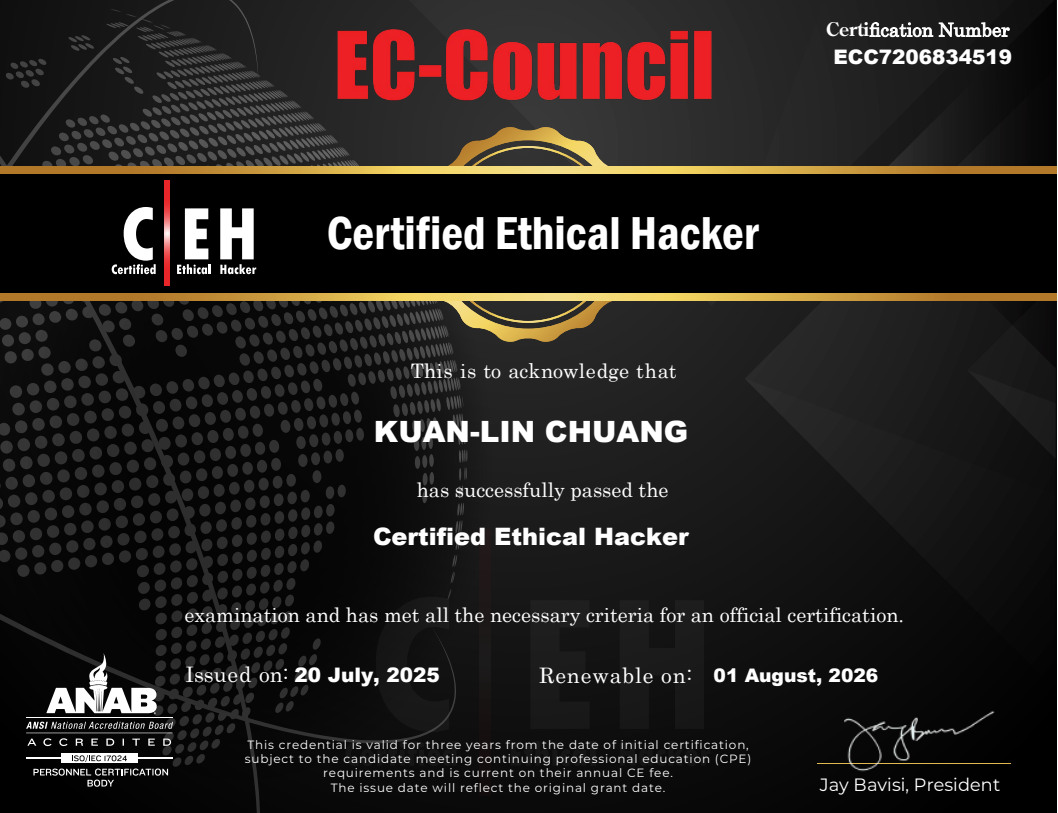 EC-Council
Certification Number
ECC7206834519
C EH
Certified Ethical Hacker
Certified Ethical Hacker
This is to acknowledge that
KUAN-LIN CHUANG
has successfully passed the
Certified Ethical Hacker
examination and has met all the necessary criteria for an official certification.
Issued on: 20 July, 2025 Renewable on: 01 August, 2026
ANAB
ANSI National Accreditation Board
ACCREDITED
ISO/IEC 17024
PERSONNEL CERTIFICATION
BODY
This credential is valid for three years from the date of initial certification,
subject to the candidate meeting continuing professional education (CPE)
requirements and is current on their annual CE fee.
The issue date will reflect the original grant date.
Jay Bavisi, President
C EH